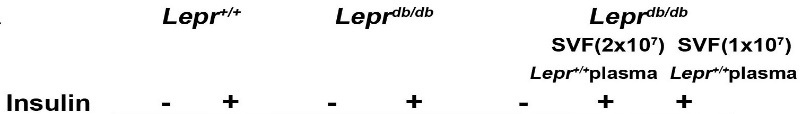 Lepr+/+ Leprdb/db Leprdb/db
SVF(2x10⁷) SVF(1x10⁷)
Lepr+/+plasma Lepr+/+plasma
Insulin - + - + - + +